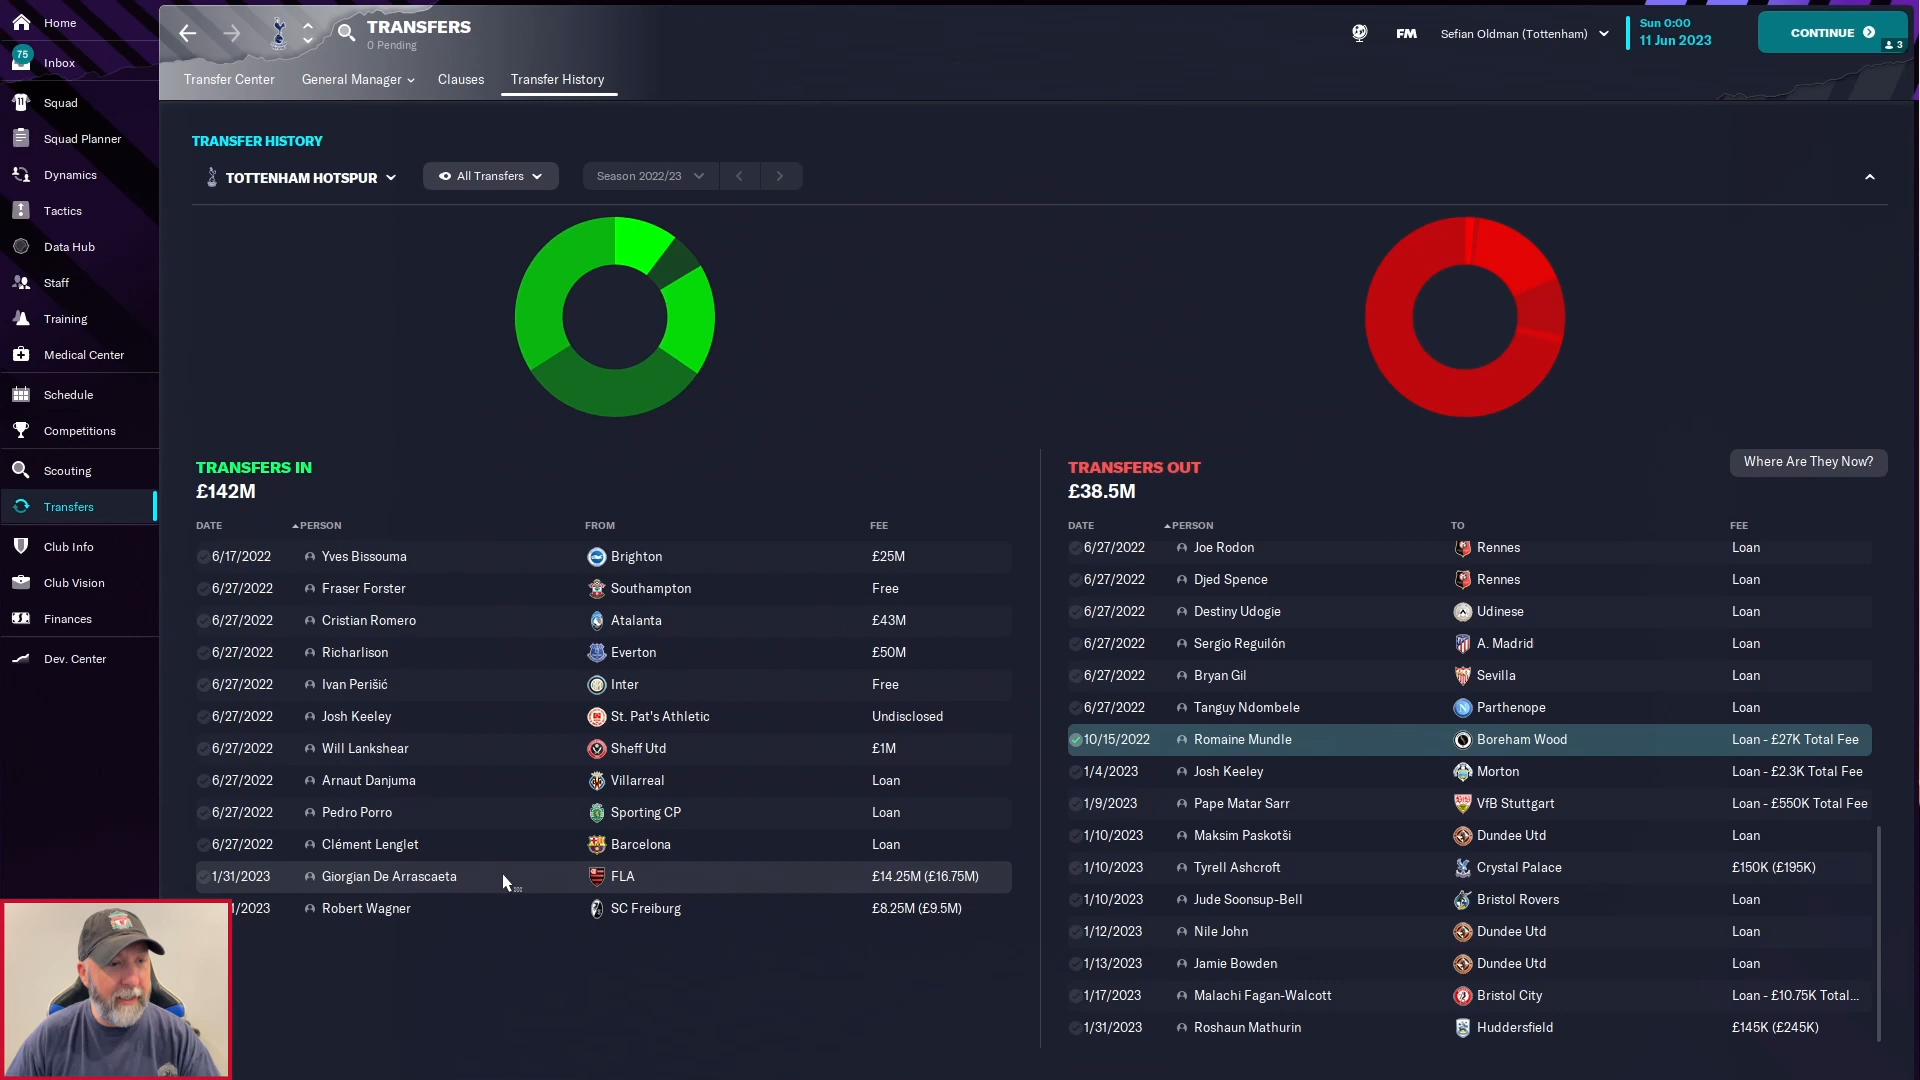 TRANSFERS
0 Pending
FM
Sefian Oldman (Tottenham)
Sun 0:00
11 Jun 2023
CONTINUE
3
Home
75
Inbox
Squad
Squad Planner
Dynamics
Tactics
Data Hub
Staff
Training
Medical Center
Schedule
Competitions
Scouting
Transfers
Club Info
Club Vision
Finances
Dev. Center
Transfer Center General Manager Clauses Transfer History
TRANSFER HISTORY
TOTTENHAM HOTSPUR All Transfers Season 2022/23
TRANSFERS IN
£142M
DATE PERSON FROM FEE
6/17/2022 Yves Bissouma Brighton £25M
6/27/2022 Fraser Forster Southampton Free
6/27/2022 Cristian Romero Atalanta £43M
6/27/2022 Richarlison Everton £50M
6/27/2022 Ivan Perišić Inter Free
6/27/2022 Josh Keeley St. Pat's Athletic Undisclosed
6/27/2022 Will Lankshear Sheff Utd £1M
6/27/2022 Arnaut Danjuma Villarreal Loan
6/27/2022 Pedro Porro Sporting CP Loan
6/27/2022 Clément Lenglet Barcelona Loan
1/31/2023 Giorgian De Arrascaeta FLA £14.25M (£16.75M)
1/2023 Robert Wagner SC Freiburg £8.25M (£9.5M)
TRANSFERS OUT
£38.5M
Where Are They Now?
DATE PERSON TO FEE
6/27/2022 Joe Rodon Rennes Loan
6/27/2022 Djed Spence Rennes Loan
6/27/2022 Destiny Udogie Udinese Loan
6/27/2022 Sergio Reguilón A. Madrid Loan
6/27/2022 Bryan Gil Sevilla Loan
6/27/2022 Tanguy Ndombele Parthenope Loan
10/15/2022 Romaine Mundle Boreham Wood Loan - £27K Total Fee
1/4/2023 Josh Keeley Morton Loan - £2.3K Total Fee
1/9/2023 Pape Matar Sarr VfB Stuttgart Loan - £550K Total Fee
1/10/2023 Maksim Paskotši Dundee Utd Loan
1/10/2023 Tyrell Ashcroft Crystal Palace £150K (£195K)
1/10/2023 Jude Soonsup-Bell Bristol Rovers Loan
1/12/2023 Nile John Dundee Utd Loan
1/13/2023 Jamie Bowden Dundee Utd Loan
1/17/2023 Malachi Fagan-Walcott Bristol City Loan - £10.75K Total...
1/31/2023 Roshaun Mathurin Huddersfield £145K (£245K)